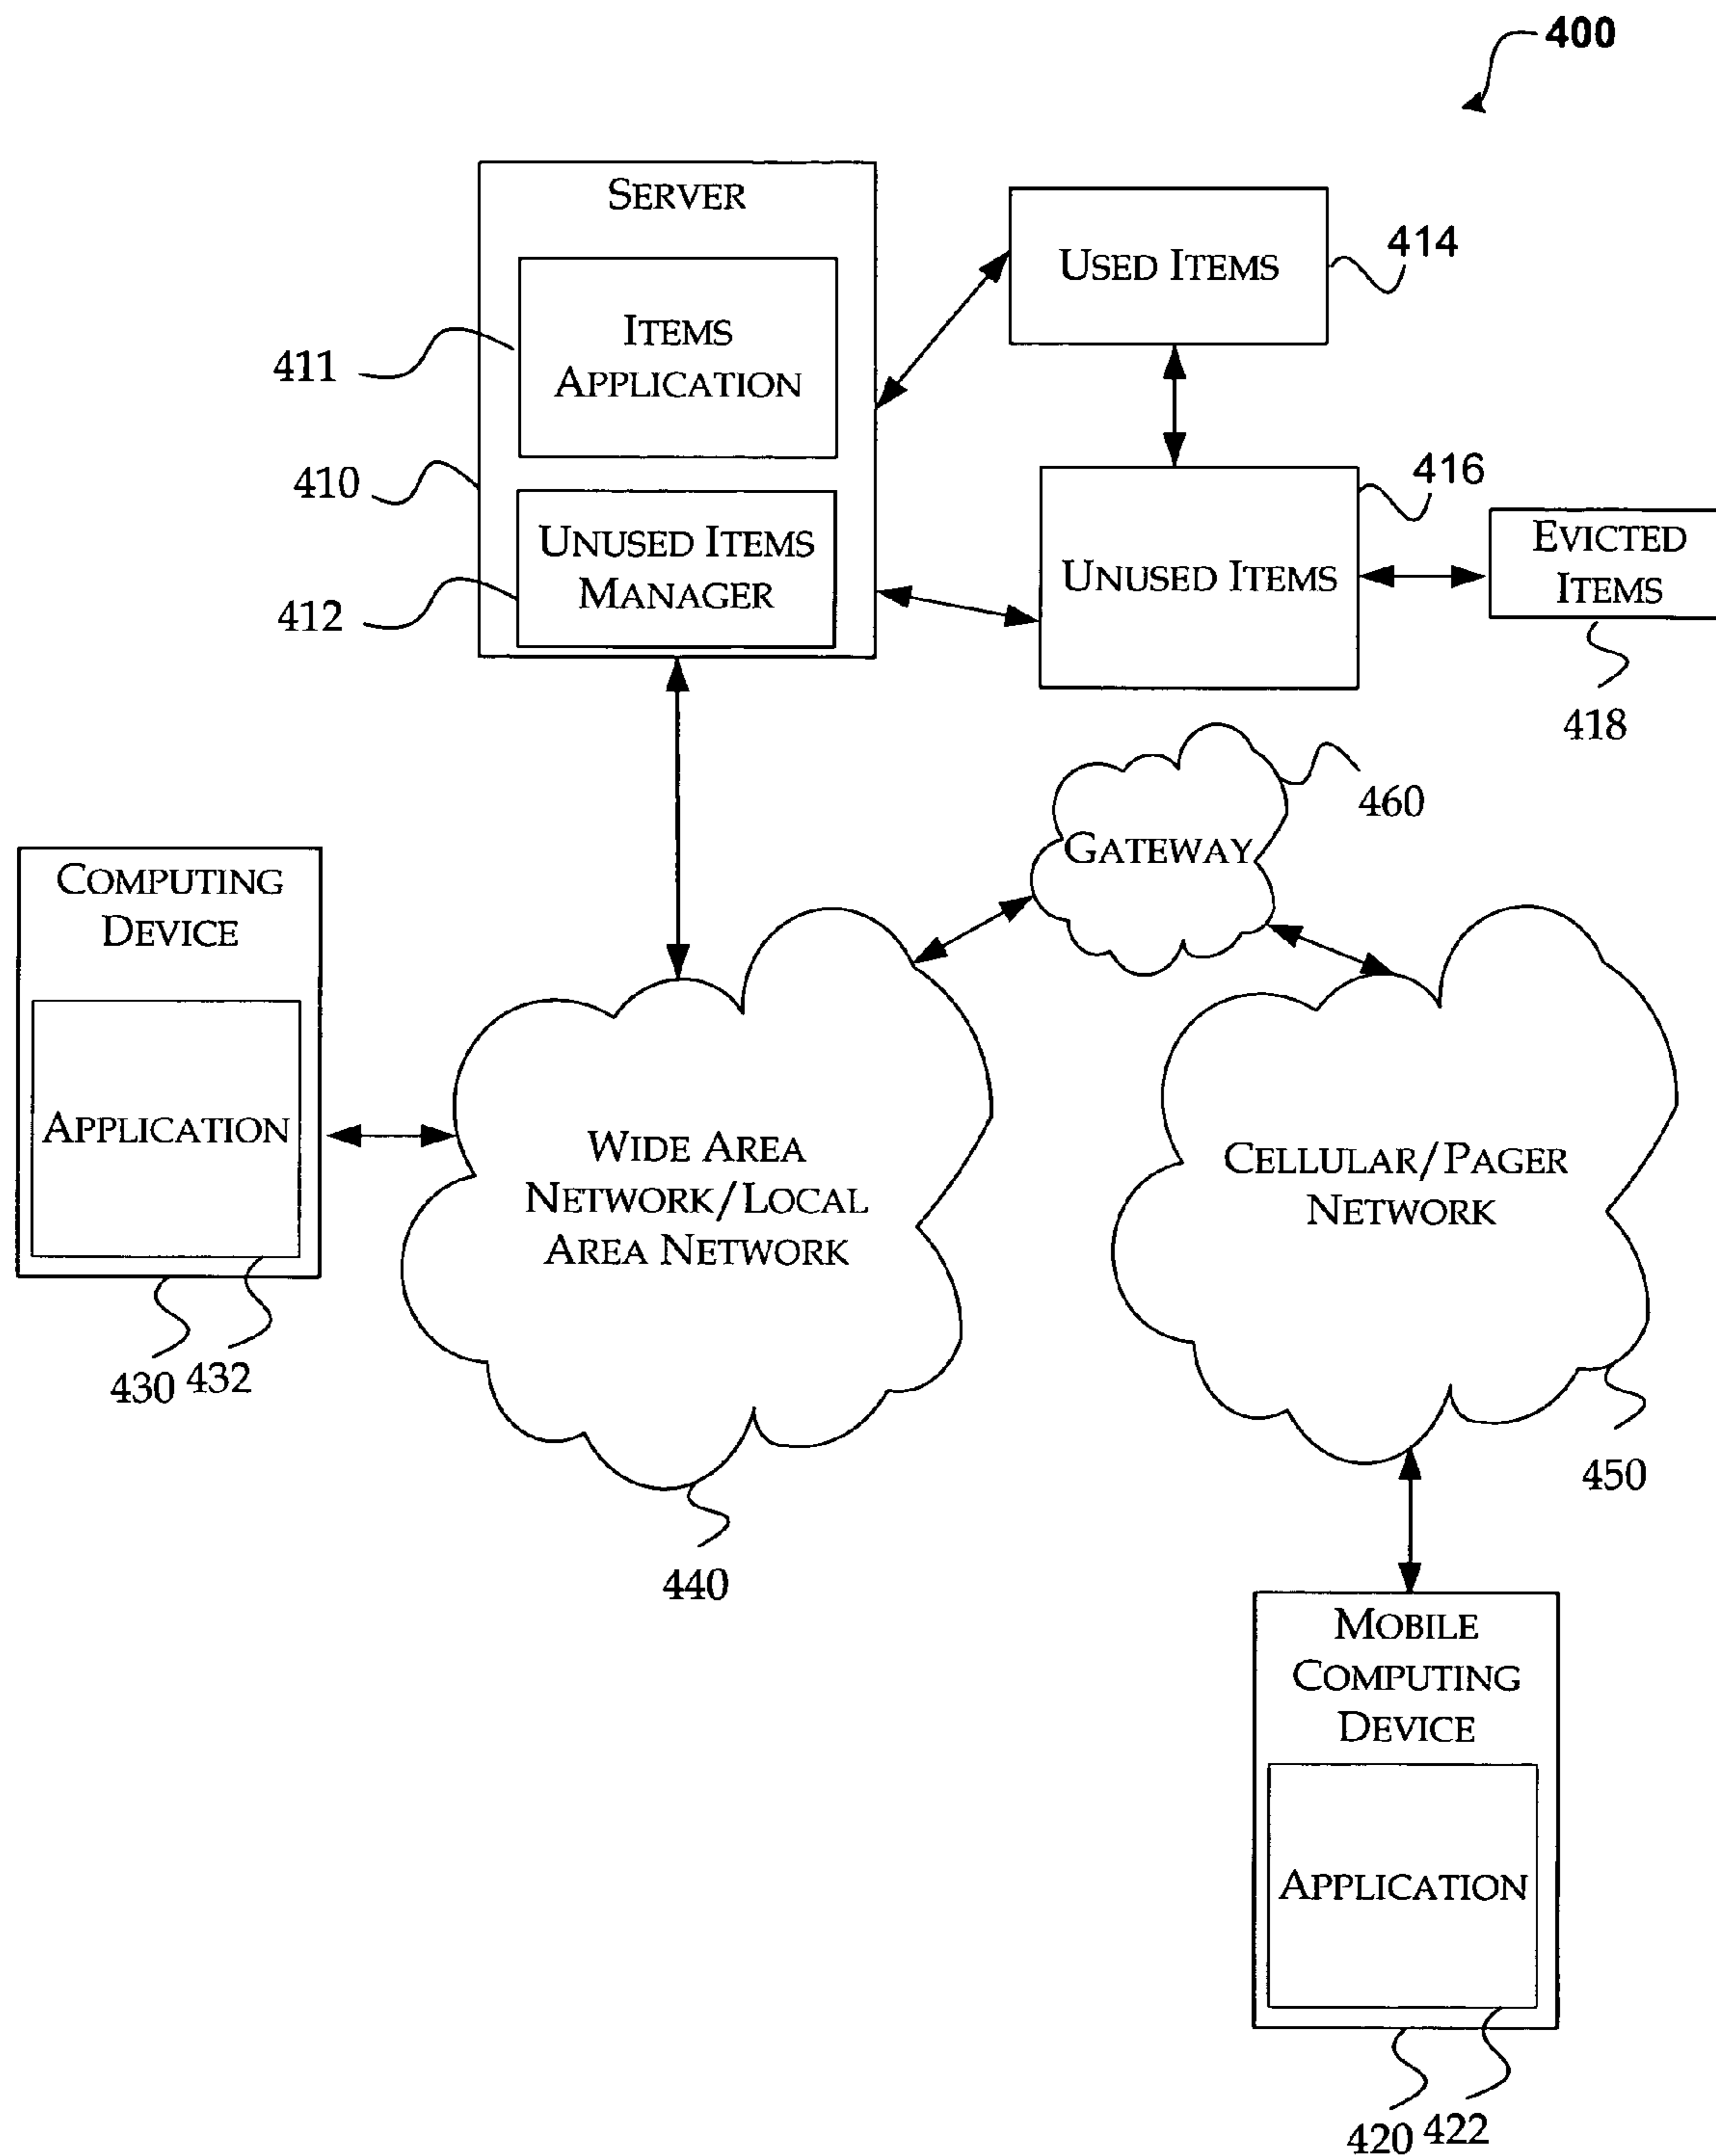 400
SERVER
ITEMS
APPLICATION
411
410
UNUSED ITEMS
MANAGER
412
USED ITEMS
414
416
UNUSED ITEMS
EVICTED
ITEMS
418
460
GATEWAY
COMPUTING
DEVICE
APPLICATION
430 432
WIDE AREA
NETWORK/LOCAL
AREA NETWORK
440
CELLULAR/PAGER
NETWORK
450
MOBILE
COMPUTING
DEVICE
APPLICATION
420 422